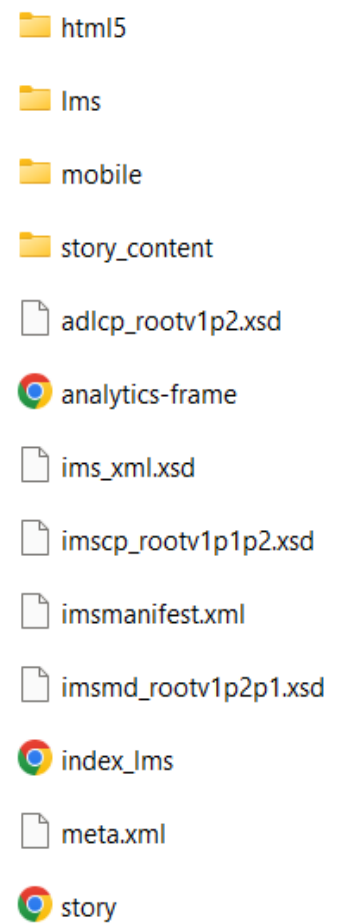 html5
lms
mobile
story_content
adlcp_rootv1p2.xsd
analytics-frame
ims_xml.xsd
imscp_rootv1p1p2.xsd
imsmanifest.xml
imsmd_rootv1p2p1.xsd
index_lms
meta.xml
story